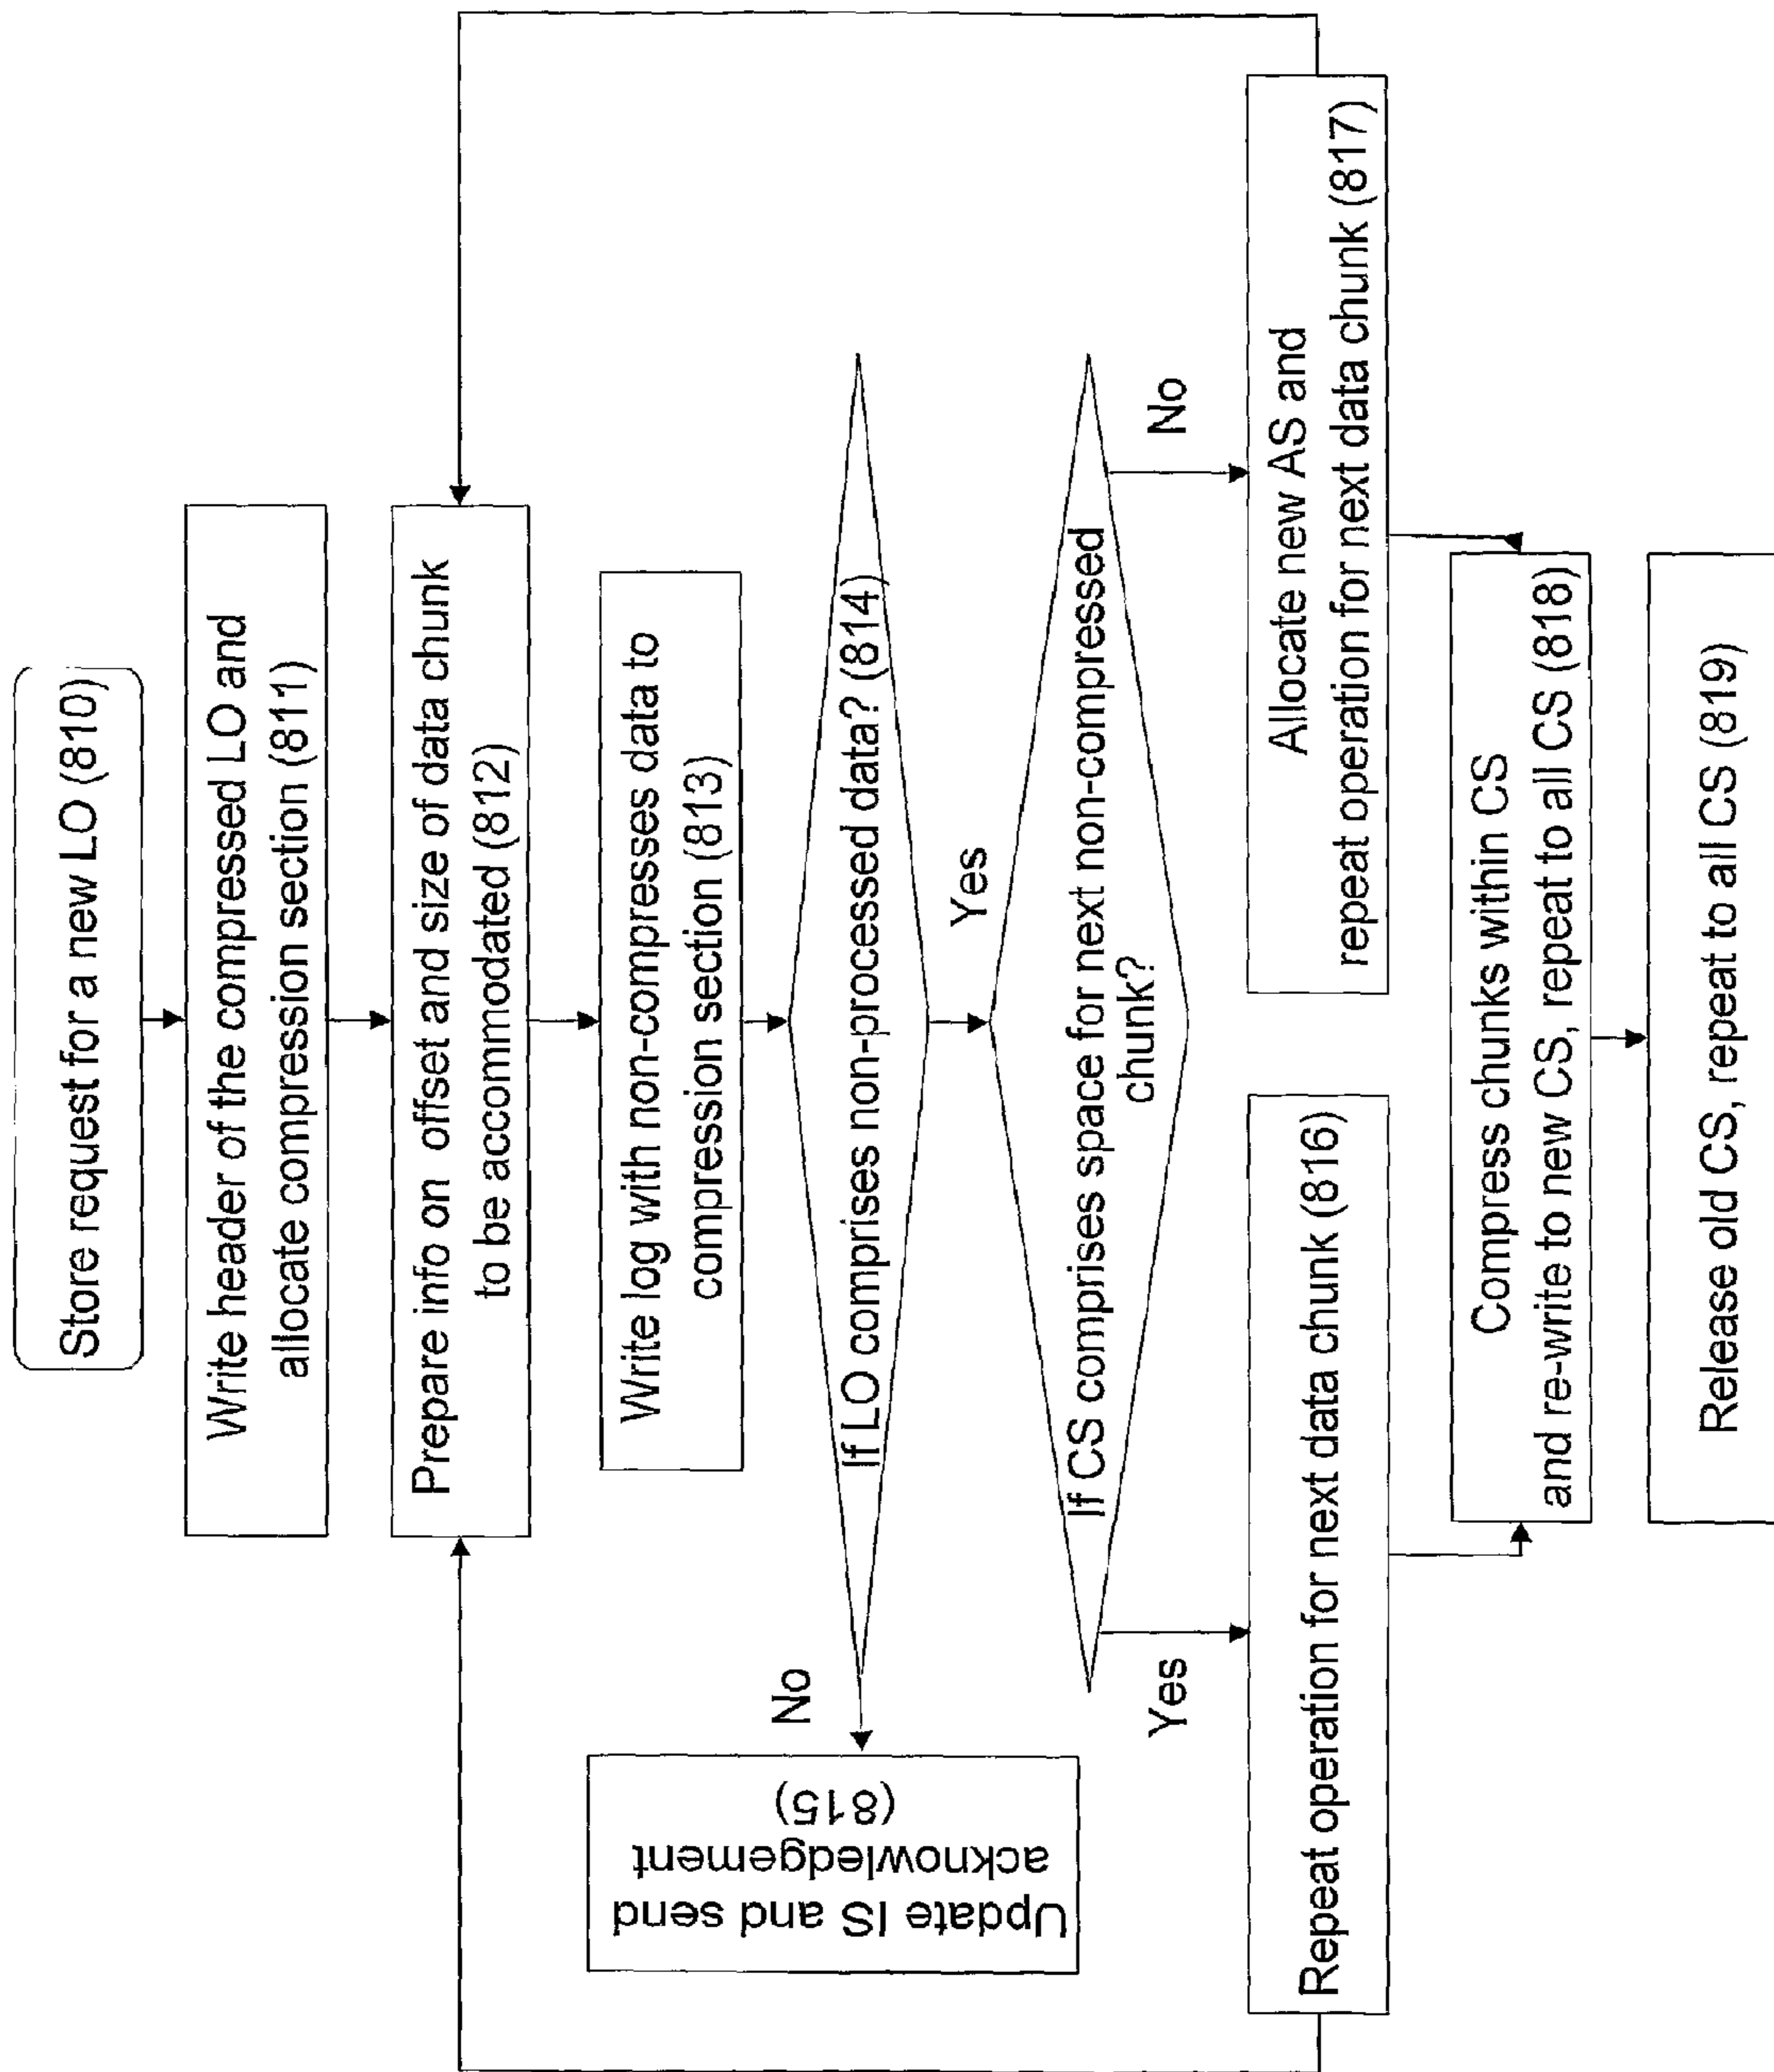 Store request for a new LO (810)
Write header of the compressed LO and
allocate compression section (811)
Prepare info on offset and size of data chunk
to be accomodated (812)
Write log with non-compresses data to
compression section (813)
If LO comprises non-processed data? (814)
No
Update IS and send
acknowledgement
(815)
Yes
If CS comprises space for next non-compressed
chunk?
Yes
No
Repeat operation for next data chunk (816)
Allocate new AS and
repeat operation for next data chunk (817)
Compress chunks within CS
and re-write to new CS, repeat to all CS (818)
Release old CS, repeat to all CS (819)